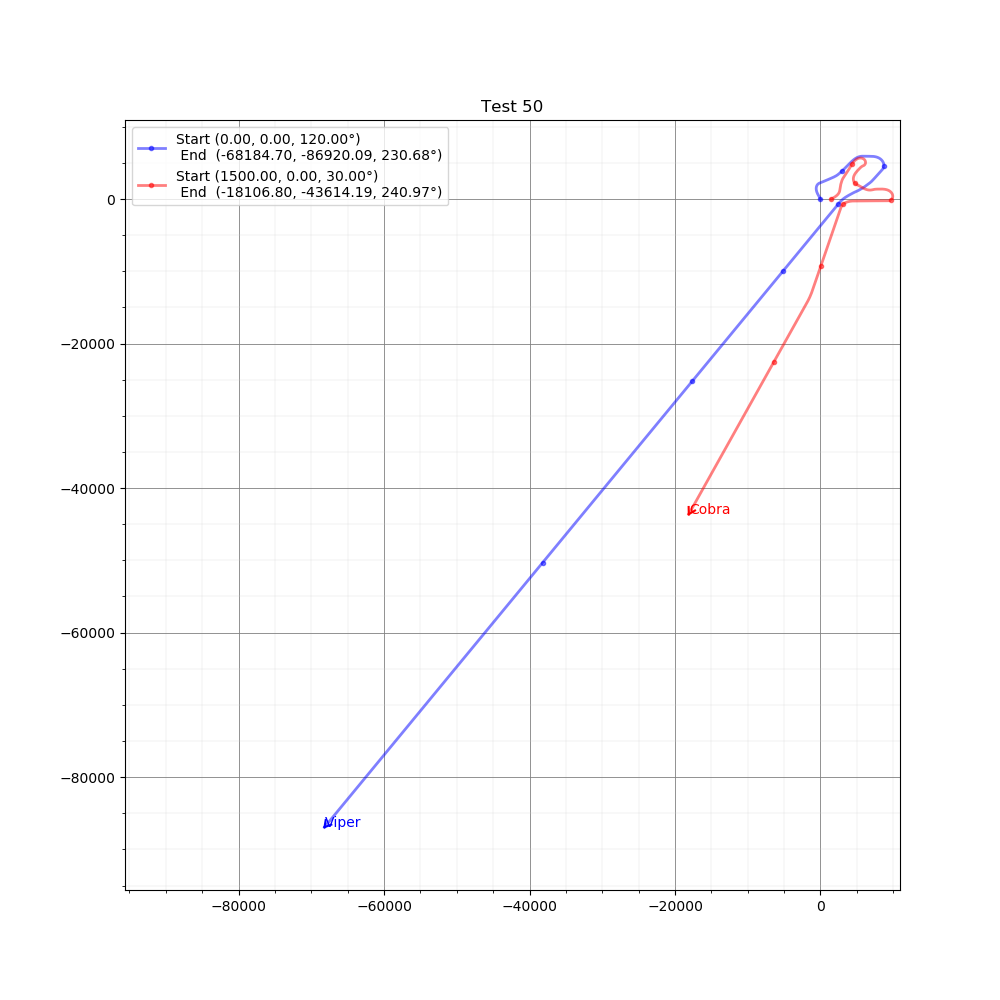 Test 50
Start (0.00, 0.00, 120.00°)
End (-68184.70, -86920.09, 230.68°)
Start (1500.00, 0.00, 30.00°)
End (-18106.80, -43614.19, 240.97°)
0
−20000
−40000
−60000
−80000
Cobra
Viper
−80000 −60000 −40000 −20000 0